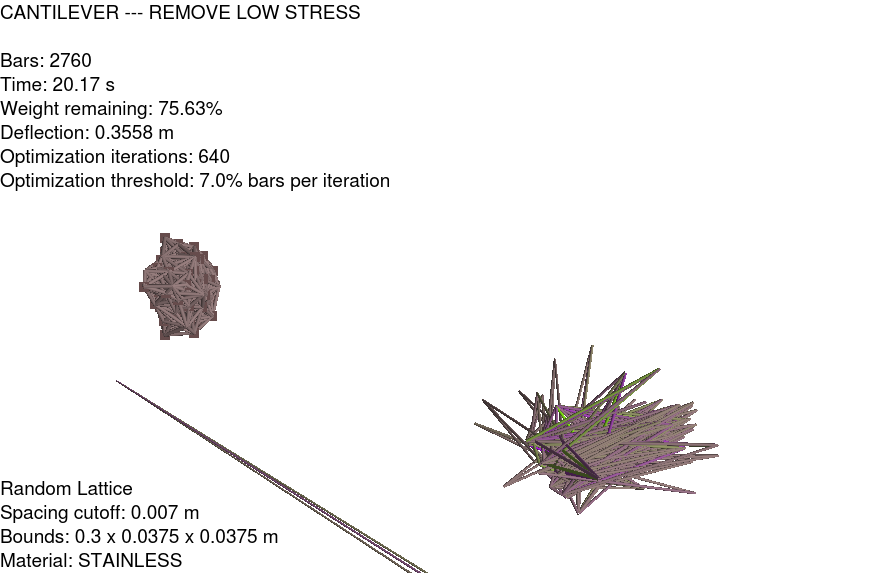 CANTILEVER --- REMOVE LOW STRESS
Bars: 2760
Time: 20.17 s
Weight remaining: 75.63%
Deflection: 0.3558 m
Optimization iterations: 640
Optimization threshold: 7.0% bars per iteration
Random Lattice
Spacing cutoff: 0.007 m
Bounds: 0.3 x 0.0375 x 0.0375 m
Material: STAINLESS